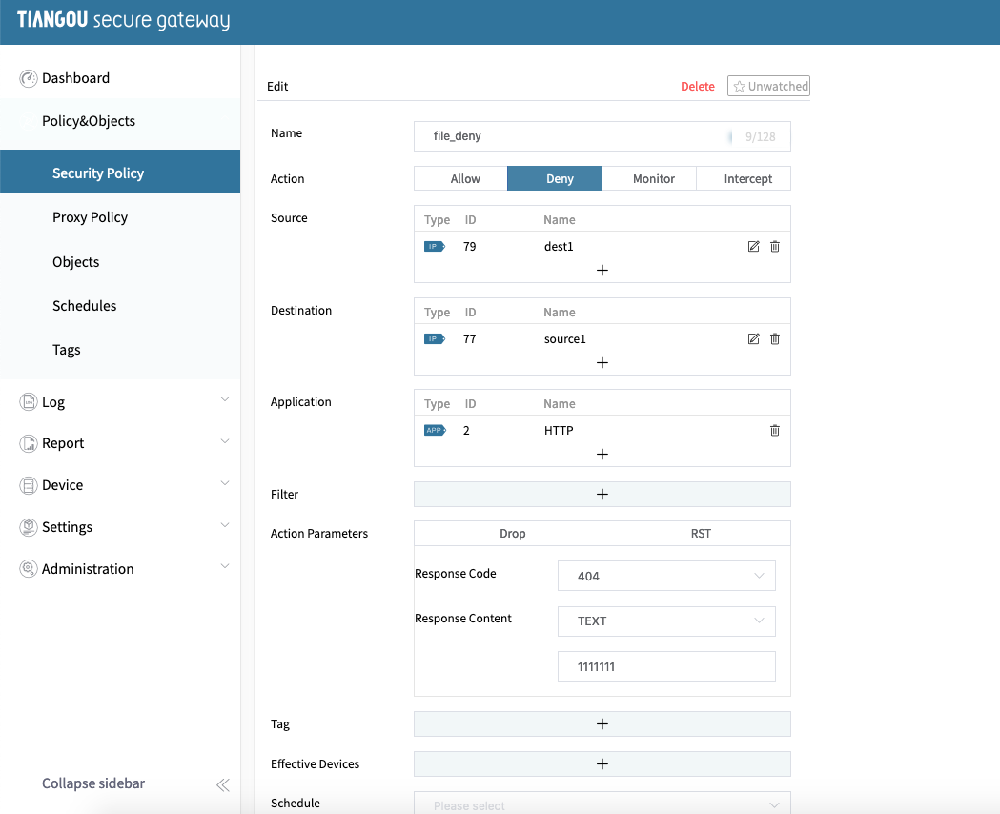 TIANGOU secure gateway
Dashboard
Policy&Objects
Security Policy
Proxy Policy
Objects
Schedules
Tags
Log
Report
Device
Settings
Administration
Collapse sidebar
Edit
Delete
Unwatched
Name
file_deny
9/128
Action
Allow
Deny
Monitor
Intercept
Source
Type ID Name
IP 79 dest1
+
Destination
Type ID Name
IP 77 source1
+
Application
Type ID Name
APP 2 HTTP
+
Filter
+
Action Parameters
Drop
RST
Response Code
404
Response Content
TEXT
1111111
Tag
+
Effective Devices
+
Schedule
Please select